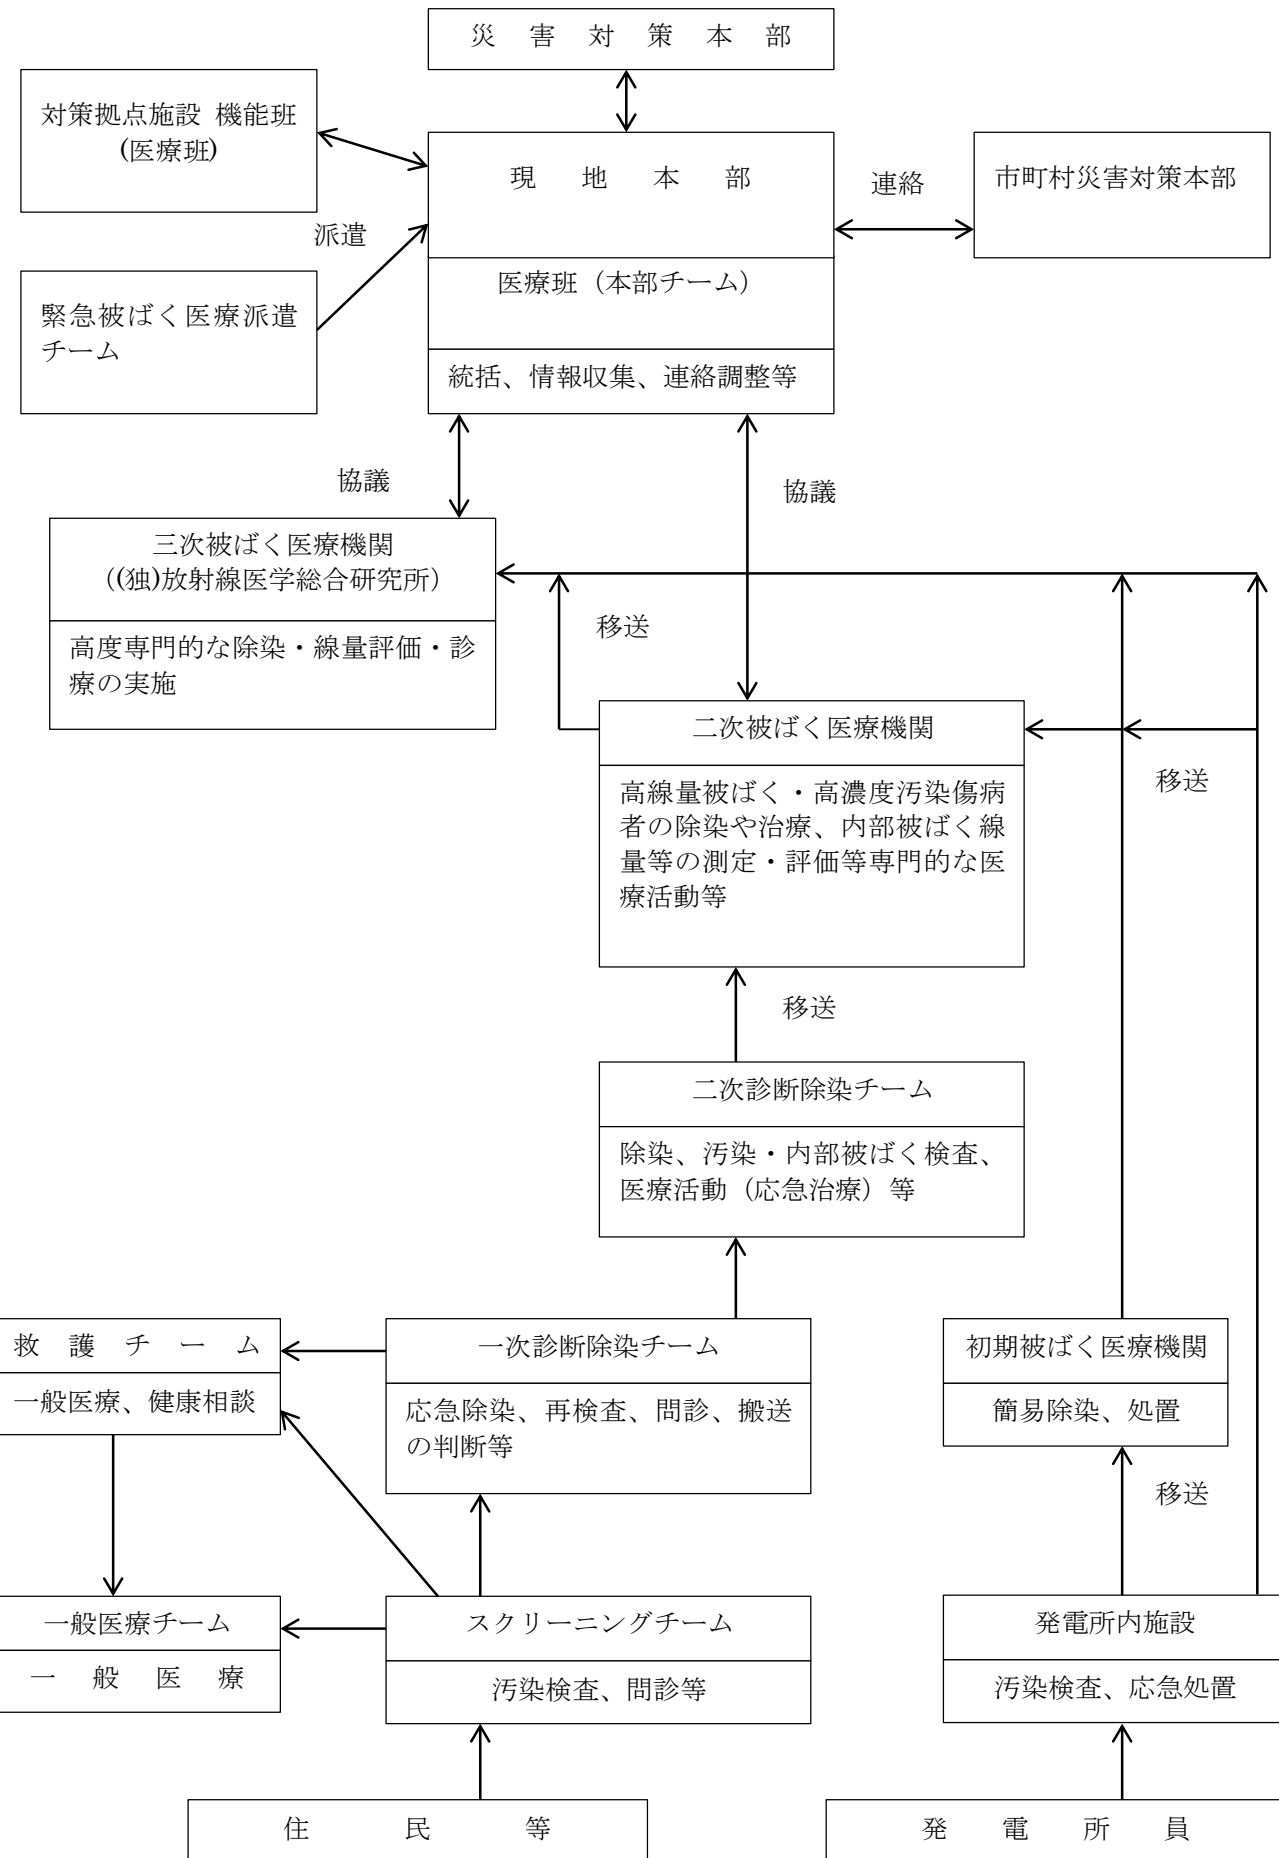 災害対策本部
対策拠点施設 機能班
(医療班)
現地本部
連絡
市町村災害対策本部
派遣
医療班（本部チーム）
緊急被ばく医療派遣
チーム
統括、情報収集、連絡調整等
協議
協議
三次被ばく医療機関
（(独)放射線医学総合研究所）
移送
高度専門的な除染・線量評価・診
療の実施
二次被ばく医療機関
移送
高線量被ばく・高濃度汚染傷病
者の除染や治療、内部被ばく線
量等の測定・評価等専門的な医
療活動等
移送
二次診断除染チーム
除染、汚染・内部被ばく検査、
医療活動（応急治療）等
救護チーム
一般医療、健康相談
一次診断除染チーム
応急除染、再検査、問診、搬送
の判断等
初期被ばく医療機関
簡易除染、処置
移送
一般医療チーム
一般医療
スクリーニングチーム
汚染検査、問診等
発電所内施設
汚染検査、応急処置
住民等
発電所員